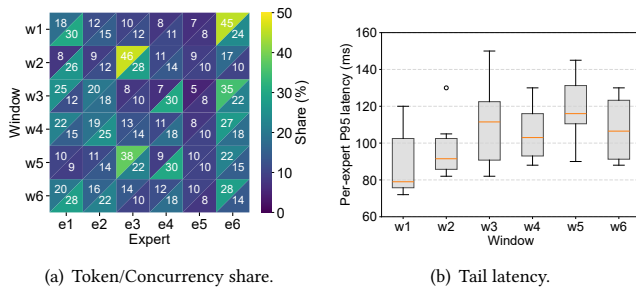 w1 18 30 12 15 10 12 8 11 7 8 45 24
w2 8 26 9 12 46 28 11 14 9 10 17 10
w3 25 12 20 18 8 10 7 30 5 8 35 22
w4 22 15 19 25 13 14 11 18 8 10 27 18
w5 10 9 11 14 38 22 9 30 10 10 22 15
w6 20 28 16 22 14 10 12 18 10 10 28 14
e1 e2 e3 e4 e5 e6
Expert
Window
50
40
30
20
10
0
Share (%)
(a) Token/Concurrency share.
Per-expert P95 latency (ms)
160
140
120
100
80
60
w1 w2 w3 w4 w5 w6
Window
(b) Tail latency.